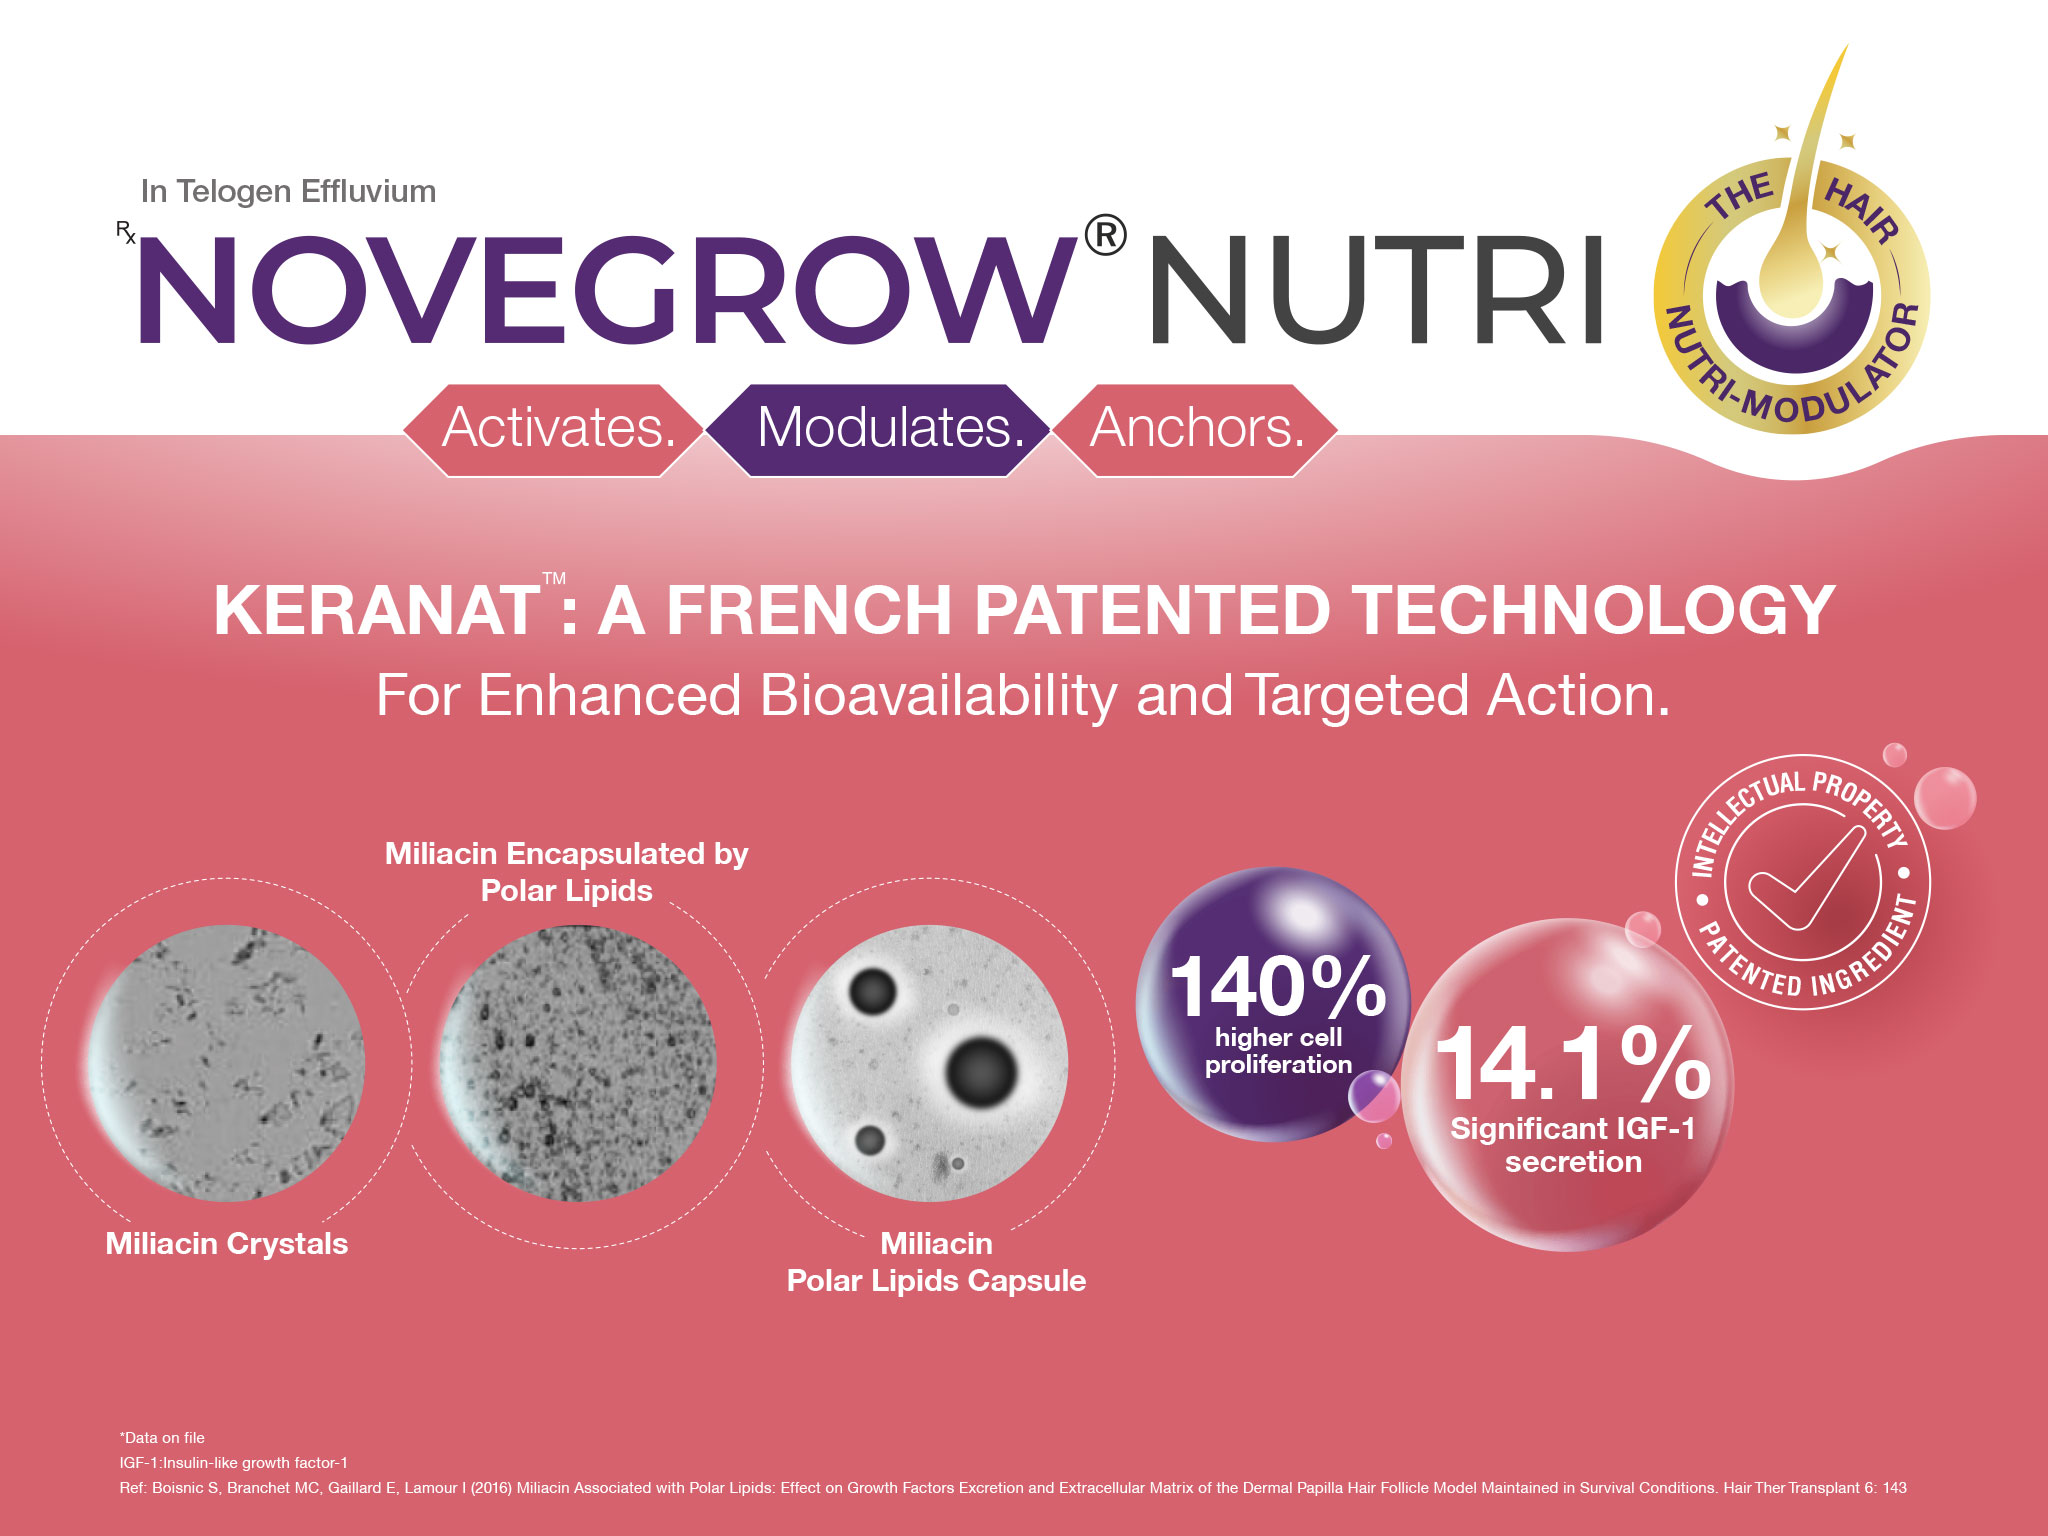 In Telogen Effluvium
Rx NOVEGROW® NUTRI
THE HAIR
NUTRI-MODULATOR
Activates. Modulates. Anchors.
KERANAT™: A FRENCH PATENTED TECHNOLOGY
For Enhanced Bioavailability and Targeted Action.
INTELLECTUAL PROPERTY
• PATENTED INGREDIENT •
Miliacin Encapsulated by
Polar Lipids
Miliacin Crystals
Miliacin
Polar Lipids Capsule
140%
higher cell
proliferation
14.1%
Significant IGF-1
secretion
*Data on file
IGF-1:Insulin-like growth factor-1
Ref: Boisnic S, Branchet MC, Gaillard E, Lamour I (2016) Miliacin Associated with Polar Lipids: Effect on Growth Factors Excretion and Extracellular Matrix of the Dermal Papilla Hair Follicle Model Maintained in Survival Conditions. Hair Ther Transplant 6: 143